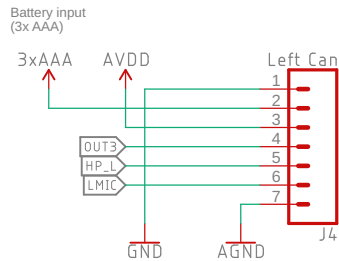 Battery input
(3x AAA)
3xAAA
AVDD
Left Can
1
2
3
OUT3
4
HP_L
5
LMIC
6
7
GND
AGND
J4